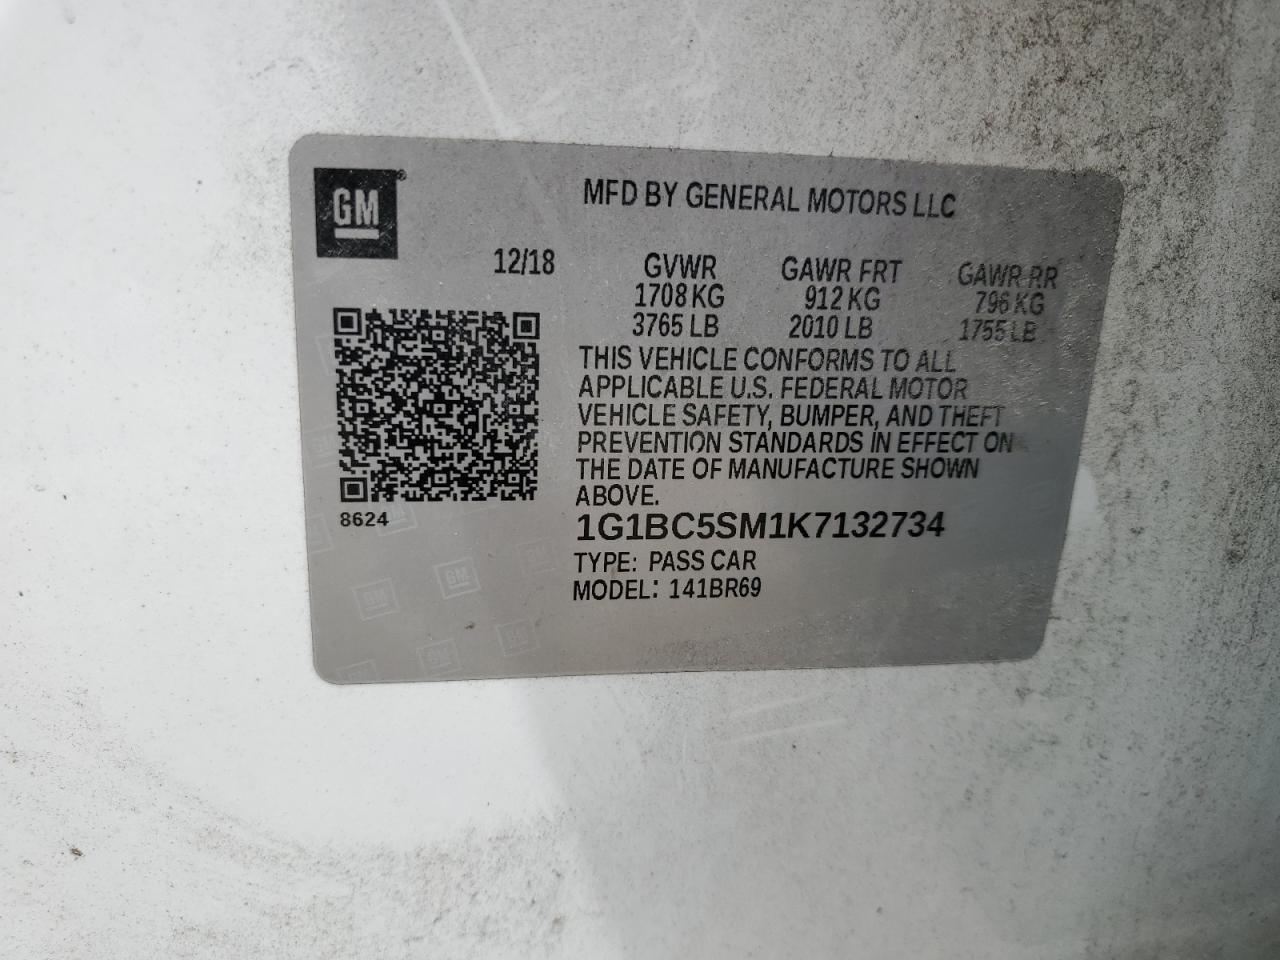 GM
MFD BY GENERAL MOTORS LLC
12/18 GVWR GAWR FRT GAWR RR
1708 KG 912 KG 796 KG
3765 LB 2010 LB 1755 LB
THIS VEHICLE CONFORMS TO ALL
APPLICABLE U.S. FEDERAL MOTOR
VEHICLE SAFETY, BUMPER, AND THEFT
PREVENTION STANDARDS IN EFFECT ON
THE DATE OF MANUFACTURE SHOWN
ABOVE.
8624
1G1BC5SM1K7132734
TYPE: PASS CAR
MODEL: 141BR69